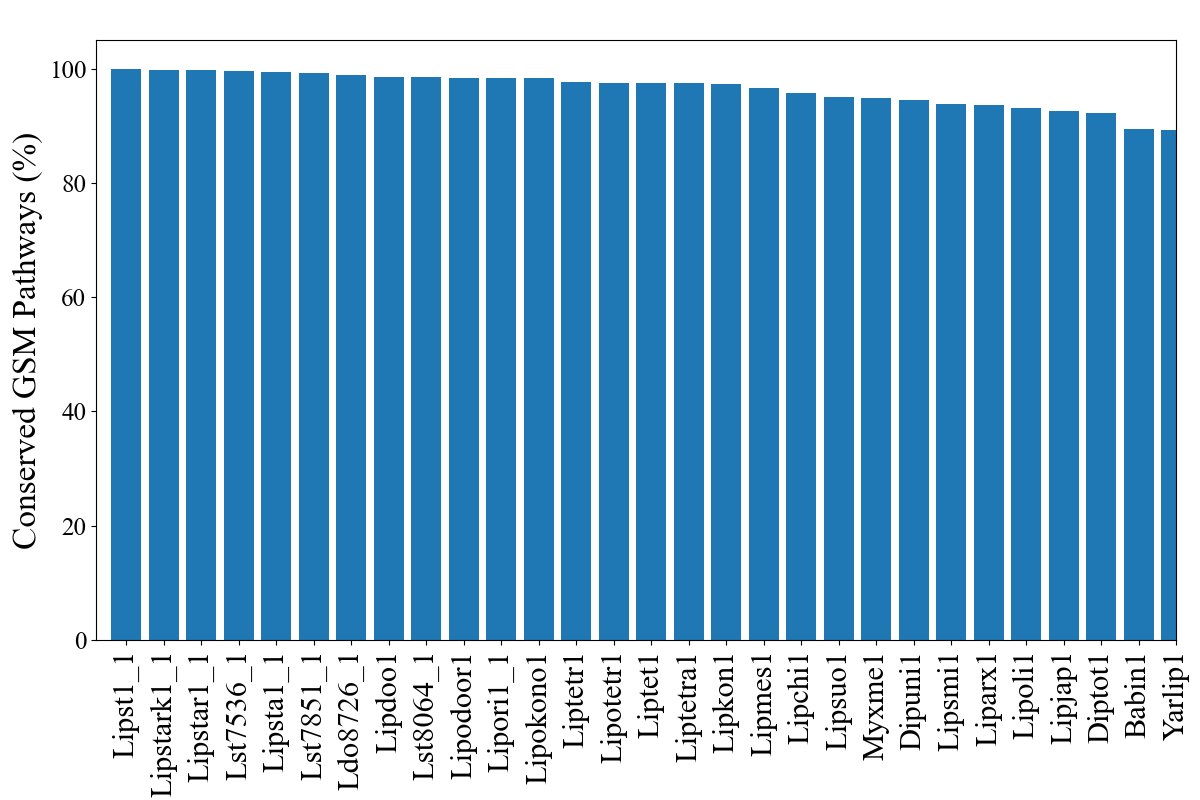 Conserved GSM Pathways (%)
100
80
60
40
20
0
Lipst1_1
Lipstark1_1
Lipstar1_1
Lst7536_1
Lipsta1_1
Lst7851_1
Ldo8726_1
Lipdoo1
Lst8064_1
Lipodoor1
Lipori1_1
Lipokono1
Liptetr1
Lipotetr1
Liptet1
Liptetra1
Lipkon1
Lipmes1
Lipchi1
Lipsuo1
Myxme1
Dipuni1
Lipsmi1
Liparx1
Lipoli1
Lipjap1
Diptot1
Babin1
Yarlip1